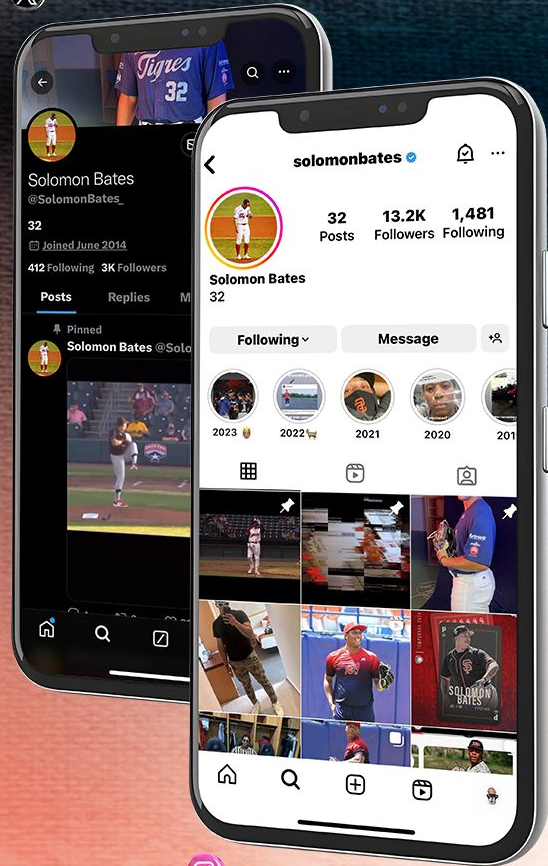 Tigres
32
Solomon Bates
@SolomonBates_
32
Joined June 2014
412 Following 3K Followers
Posts Replies M
Pinned
Solomon Bates @Solo
solomonbates
32 13.2K 1,481
Posts Followers Following
Solomon Bates
32
Following Message
2023 2022 2021 2020 201
SOLOMON
BATES